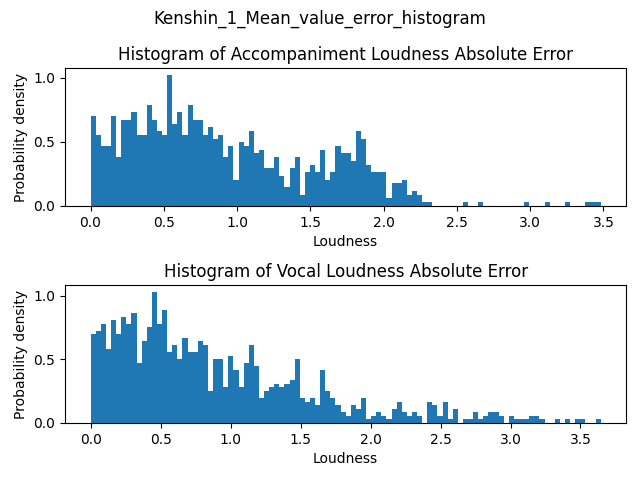 Kenshin_1_Mean_value_error_histogram
Histogram of Accompaniment Loudness Absolute Error
Probability density
1.0
0.5
0.0
0.0 0.5 1.0 1.5 2.0 2.5 3.0 3.5
Loudness
Histogram of Vocal Loudness Absolute Error
Probability density
1.0
0.5
0.0
0.0 0.5 1.0 1.5 2.0 2.5 3.0 3.5
Loudness